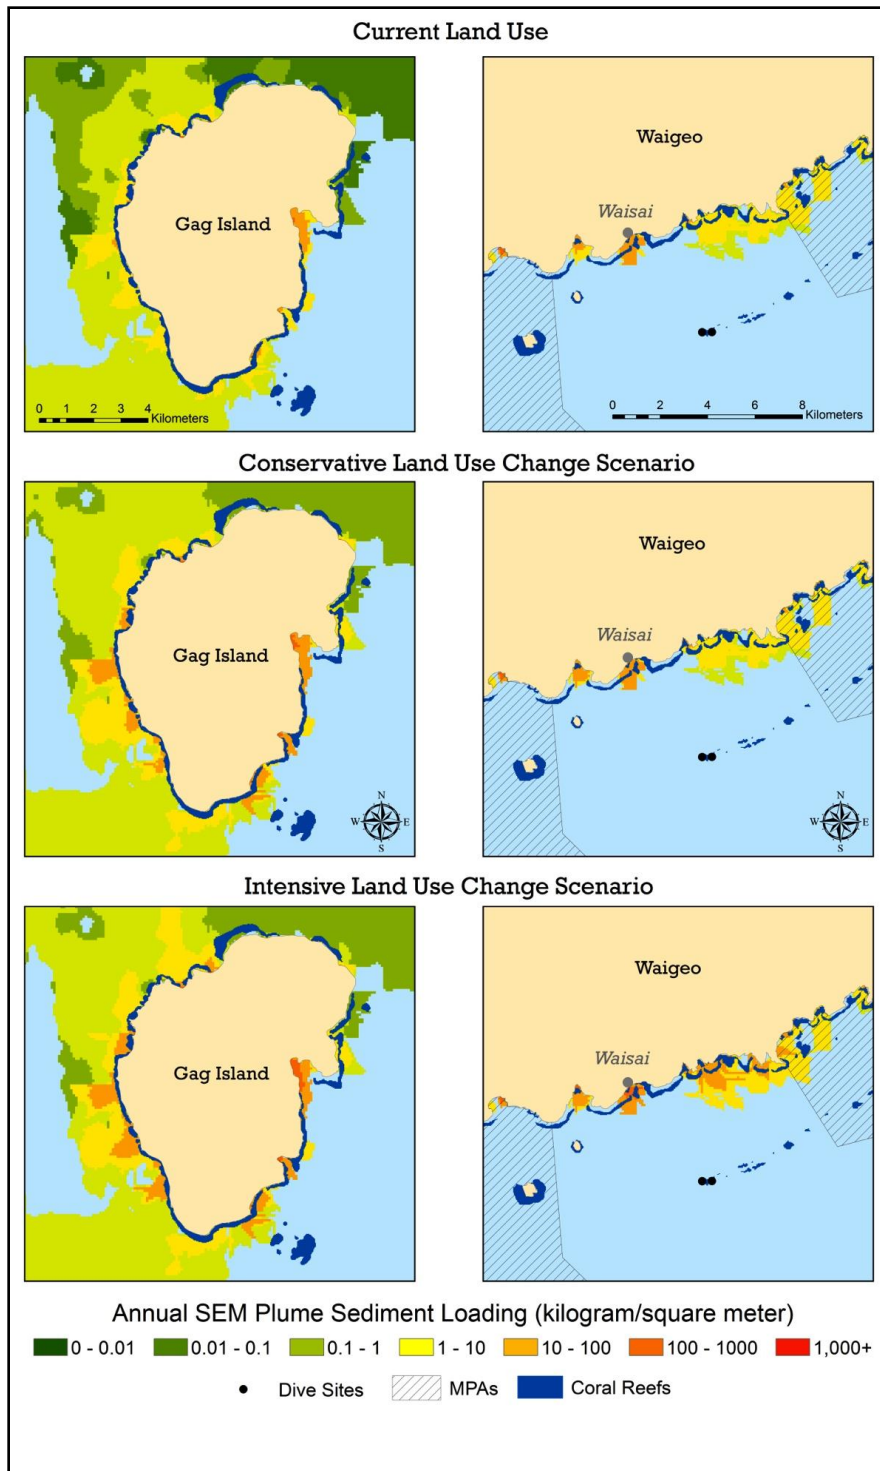 Current Land Use
Gag Island
0 1 2 3 4
Kilometers
Waigeo
Waisai
0 2 4 6 8
Kilometers
Conservative Land Use Change Scenario
Gag Island
N
W E
S
Waigeo
Waisai
N
W E
S
Intensive Land Use Change Scenario
Gag Island
Waigeo
Waisai
Annual SEM Plume Sediment Loading (kilogram/square meter)
0 - 0.01 0.01 - 0.1 0.1 - 1 1 - 10 10 - 100 100 - 1000 1,000+
Dive Sites MPAs Coral Reefs